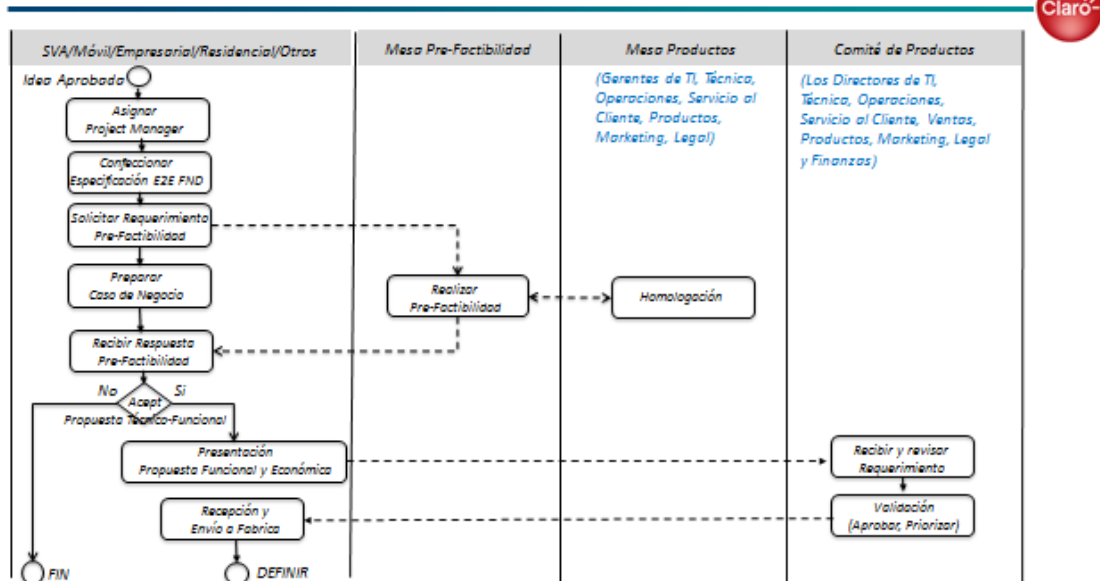 Claro
SVA/Móvil/Empresarial/Residencial/Otros
Mesa Pre-Factibilidad
Mesa Productos
Comité de Productos
Idea Aprobada
(Gerentes de TI, Técnica,
Operaciones, Servicio al
Cliente, Productos,
Marketing, Legal)
(Los Directores de TI,
Técnica, Operaciones,
Servicio al Cliente, Ventas,
Productos, Marketing, Legal
y Finanzas)
Asignar
Project Manager
Confeccionar
Especificación E2E FND
Solicitar Requerimiento
Pre-Factibilidad
Preparar
Caso de Negocio
Realizar
Pre-Factibilidad
Homologación
Recibir Respuesta
Pre-Factibilidad
No
Si
Acept
Propuesta Técnico-Funcional
Presentación
Propuesta Funcional y Económica
Recibir y revisar
Requerimiento
Recepción y
Envío a Fabrica
Validación
(Aprobar, Priorizar)
FIN
DEFINIR